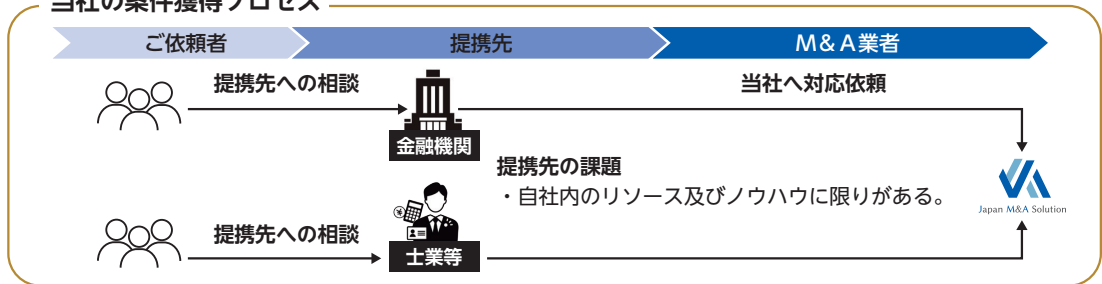 当社の案件獲得プロセス
ご依頼者
提携先
M&A業者
提携先への相談
当社へ対応依頼
金融機関
提携先の課題
・自社内のリソース及びノウハウに限りがある。
Japan M&A Solution
提携先への相談
¥
士業等